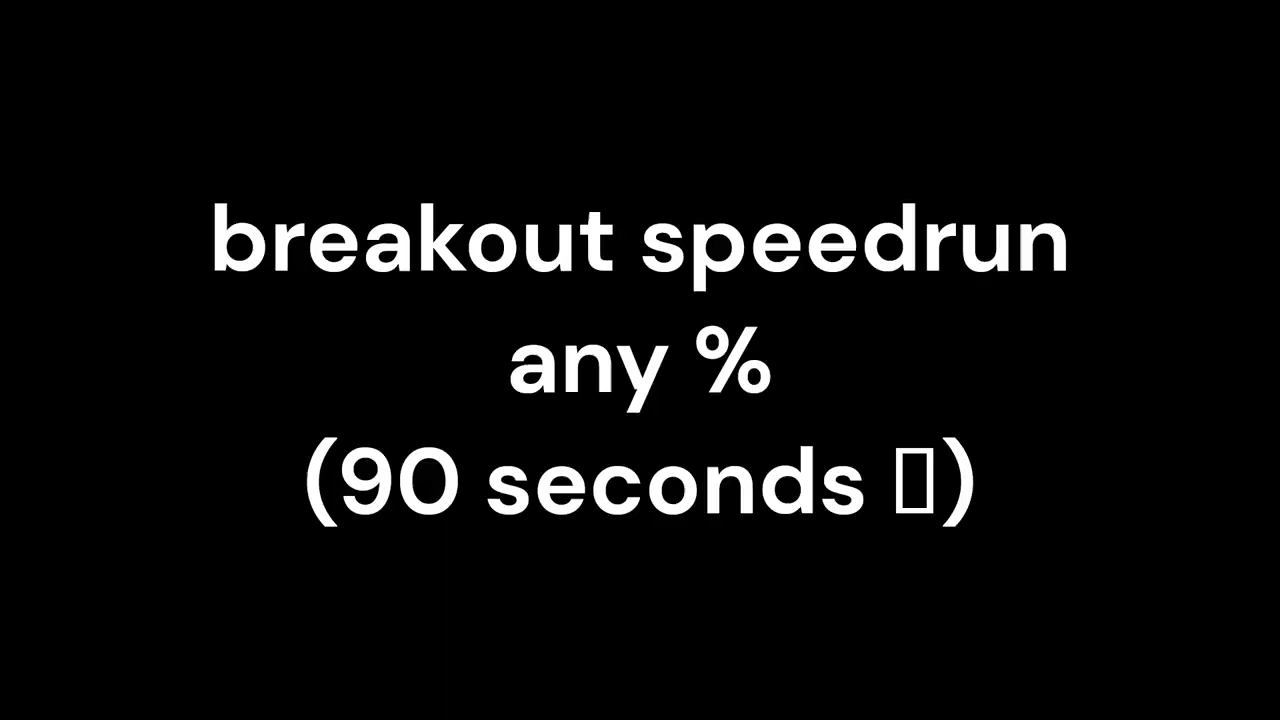 breakout speedrun
any %
(90 seconds ▯)